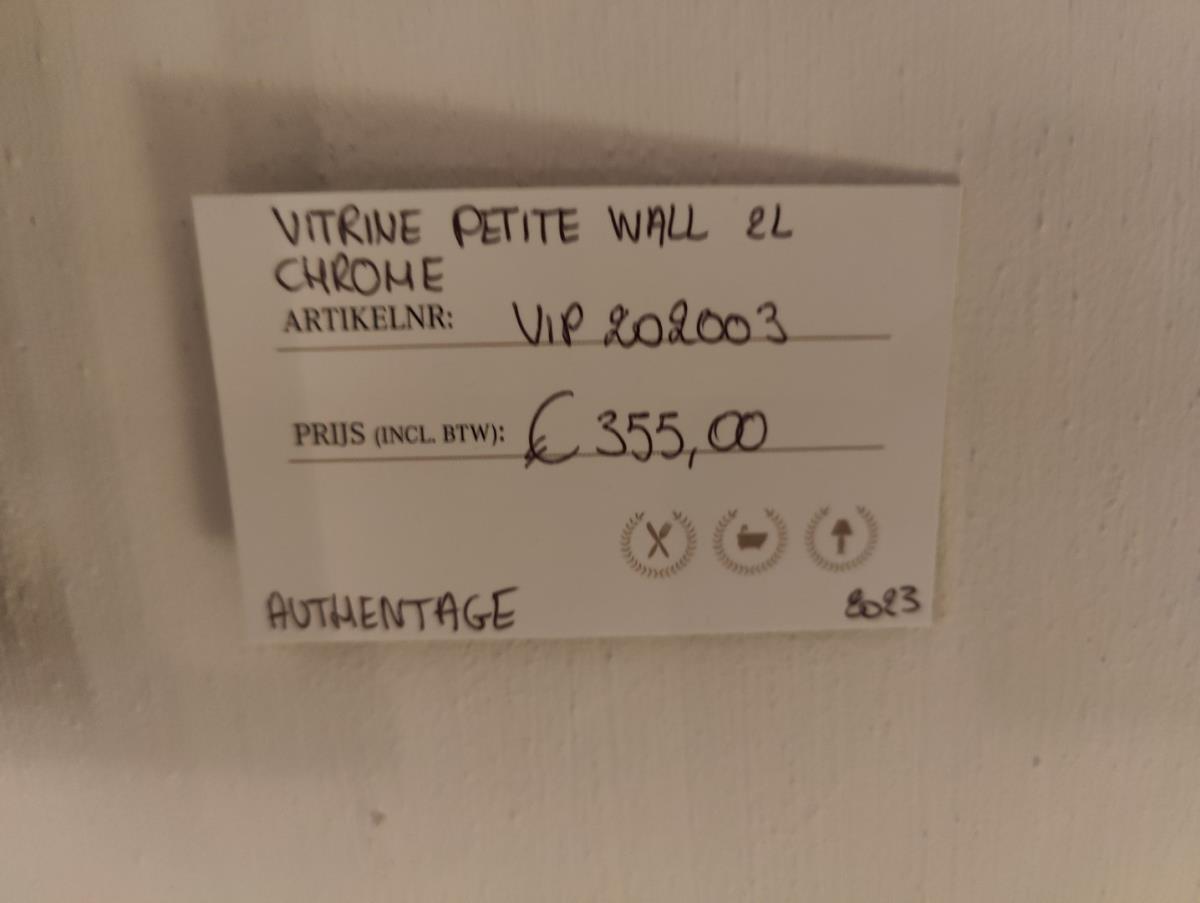 VITRINE PETITE WALL 2L
CHROME
ARTIKELNR: VIP 202003
PRIJS (INCL. BTW): € 355,00
AUTHENTAGE 2023